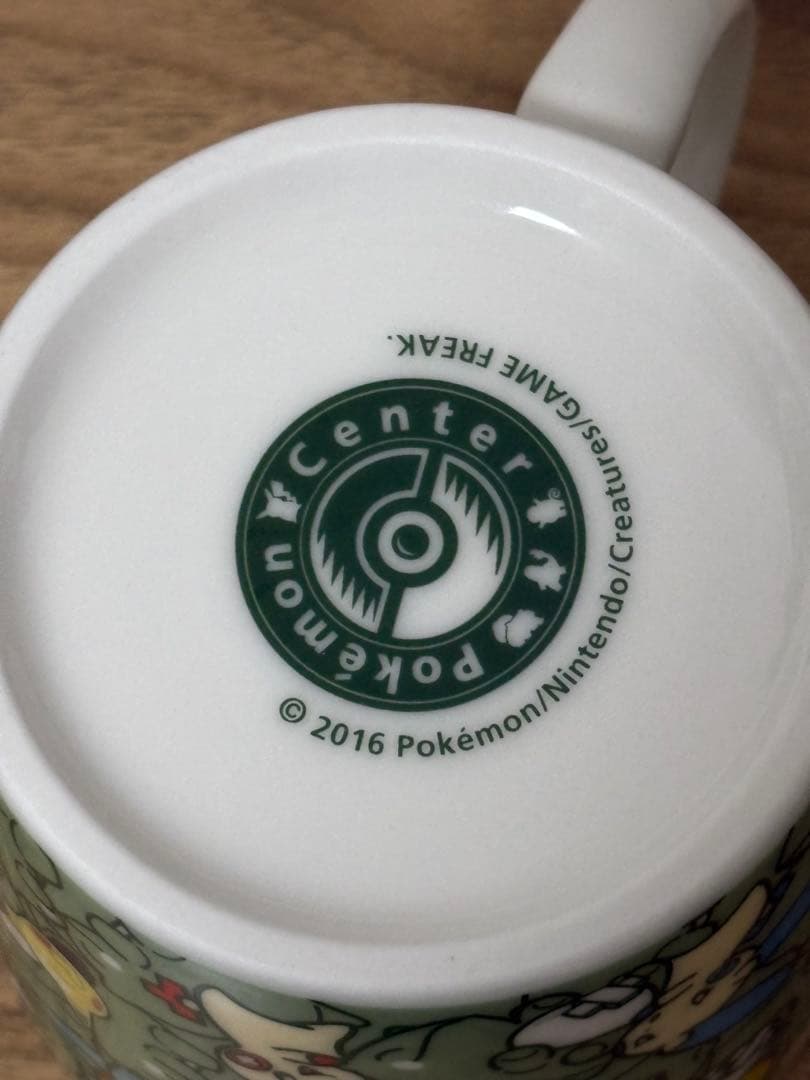 Pokémon Center
© 2016 Pokémon/Nintendo/Creatures/GAME FREAK.